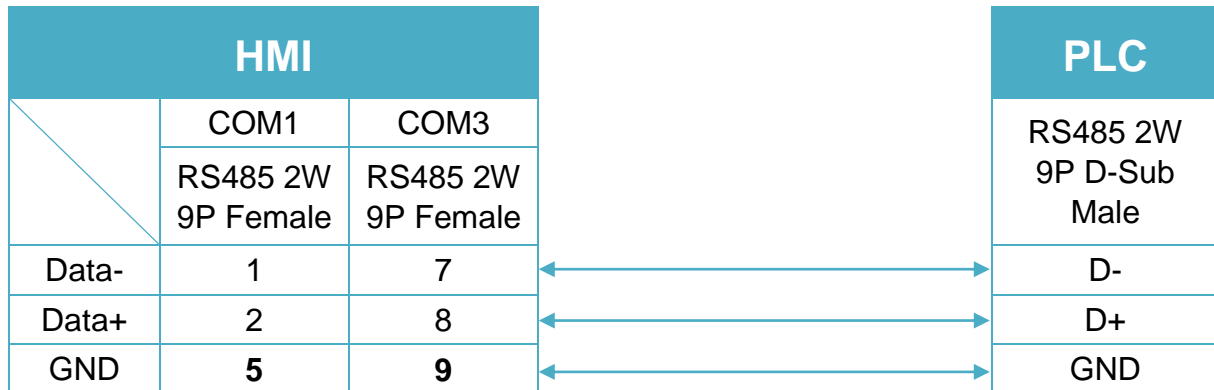 HMI PLC
COM1 COM3 RS485 2W
9P D-Sub
Male
RS485 2W RS485 2W
9P Female 9P Female
Data- 1 7 D-
Data+ 2 8 D+
GND 5 9 GND